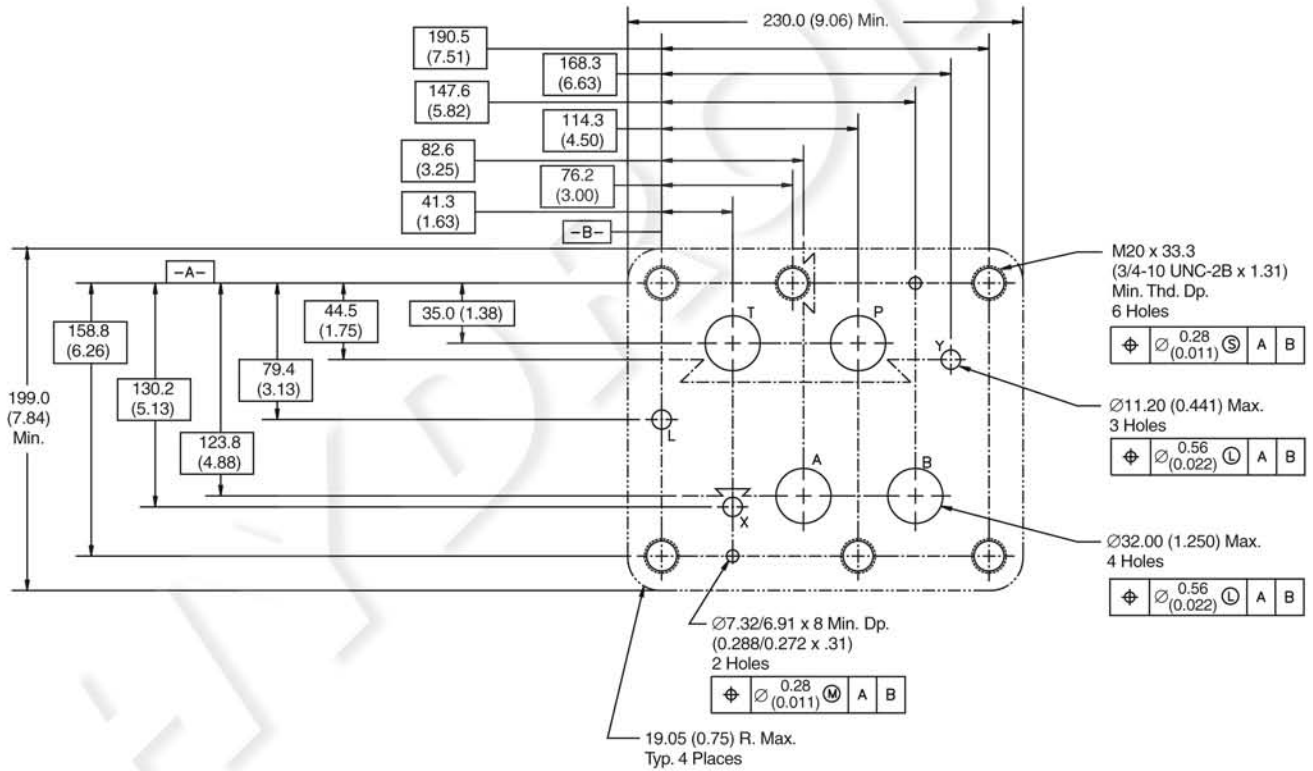 230.0 (9.06) Min.
190.5
(7.51)
168.3
(6.63)
147.6
(5.82)
114.3
(4.50)
82.6
(3.25)
76.2
(3.00)
41.3
(1.63)
-B-
-A-
M20 x 33.3
(3/4-10 UNC-2B x 1.31)
Min. Thd. Dp.
6 Holes
⌖ Ø 0.28 Ⓢ A B
(0.011)
35.0 (1.38)
44.5
(1.75)
T
P
Y
158.8
(6.26)
79.4
(3.13)
130.2
(5.13)
199.0
(7.84)
Min.
123.8
(4.88)
L
A
B
X
Ø11.20 (0.441) Max.
3 Holes
⌖ Ø 0.56 Ⓛ A B
(0.022)
Ø32.00 (1.250) Max.
4 Holes
⌖ Ø 0.56 Ⓛ A B
(0.022)
Ø7.32/6.91 x 8 Min. Dp.
(0.288/0.272 x .31)
2 Holes
⌖ Ø 0.28 Ⓜ A B
(0.011)
19.05 (0.75) R. Max.
Typ. 4 Places